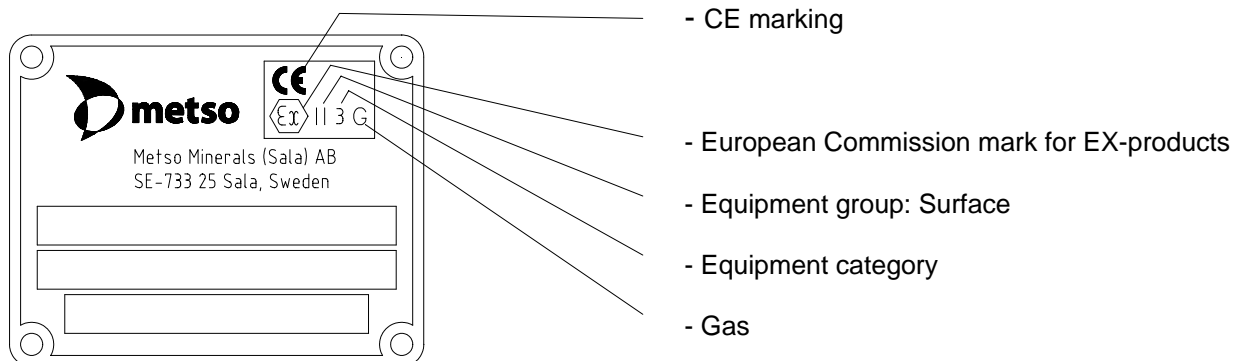 - CE marking
CE
metso
Ex II 3 G
Metso Minerals (Sala) AB
SE-733 25 Sala, Sweden
- European Commission mark for EX-products
- Equipment group: Surface
- Equipment category
- Gas